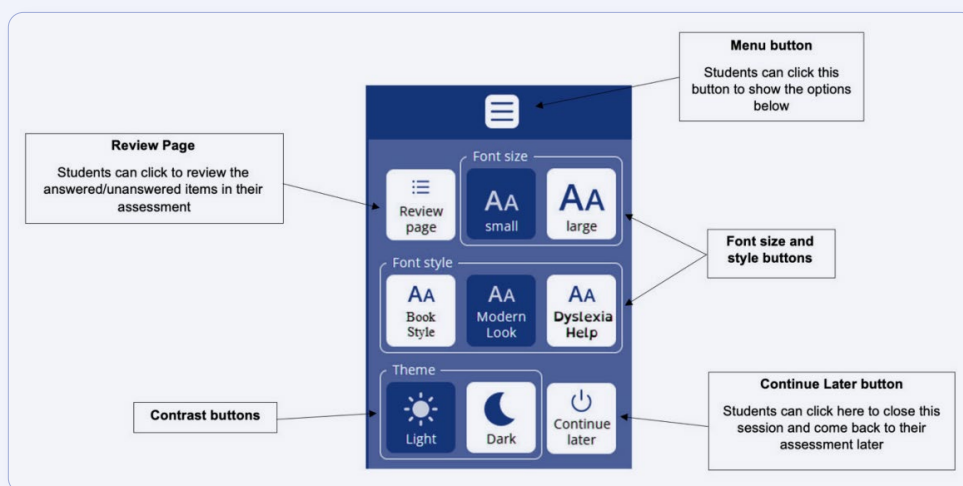 Menu button
Students can click this
button to show the options
below
Review Page
Students can click to review the
answered/unanswered items in their
assessment
Font size
Review
page
AA
small
AA
large
Font size and
style buttons
Font style
AA
Book
Style
AA
Modern
Look
AA
Dyslexia
Help
Theme
Contrast buttons
Light
Dark
Continue
later
Continue Later button
Students can click here to close this
session and come back to their
assessment later